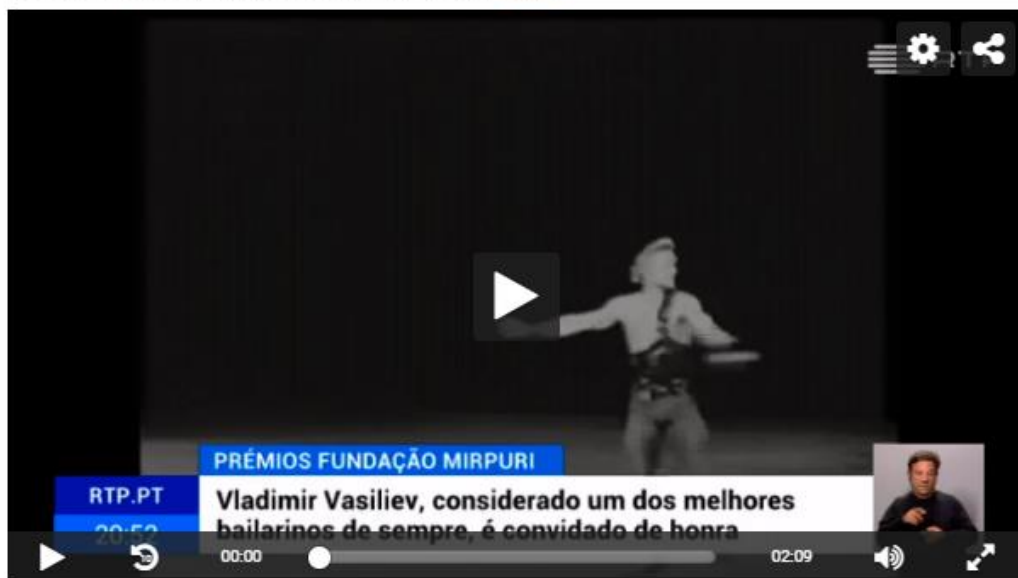 PRÉMIOS FUNDAÇÃO MIRPURI
RTP.PT
20:52
Vladimir Vasiliev, considerado um dos melhores
bailarinos de sempre, é convidado de honra
00:00
02:09